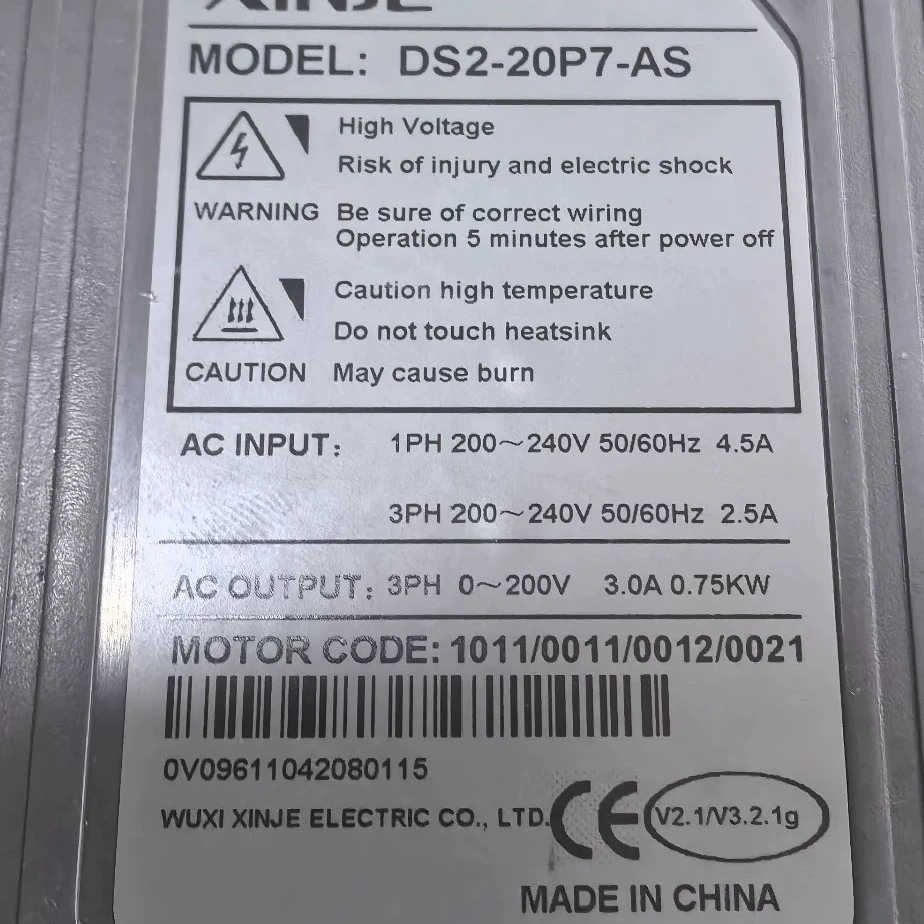 XINJE
MODEL: DS2-20P7-AS
High Voltage
Risk of injury and electric shock
WARNING Be sure of correct wiring
Operation 5 minutes after power off
Caution high temperature
Do not touch heatsink
CAUTION May cause burn
AC INPUT: 1PH 200~240V 50/60Hz 4.5A
3PH 200~240V 50/60Hz 2.5A
AC OUTPUT: 3PH 0~200V 3.0A 0.75KW
MOTOR CODE: 1011/0011/0012/0021
0V09611042080115
WUXI XINJE ELECTRIC CO., LTD.
CE
V2.1/V3.2.1g
MADE IN CHINA